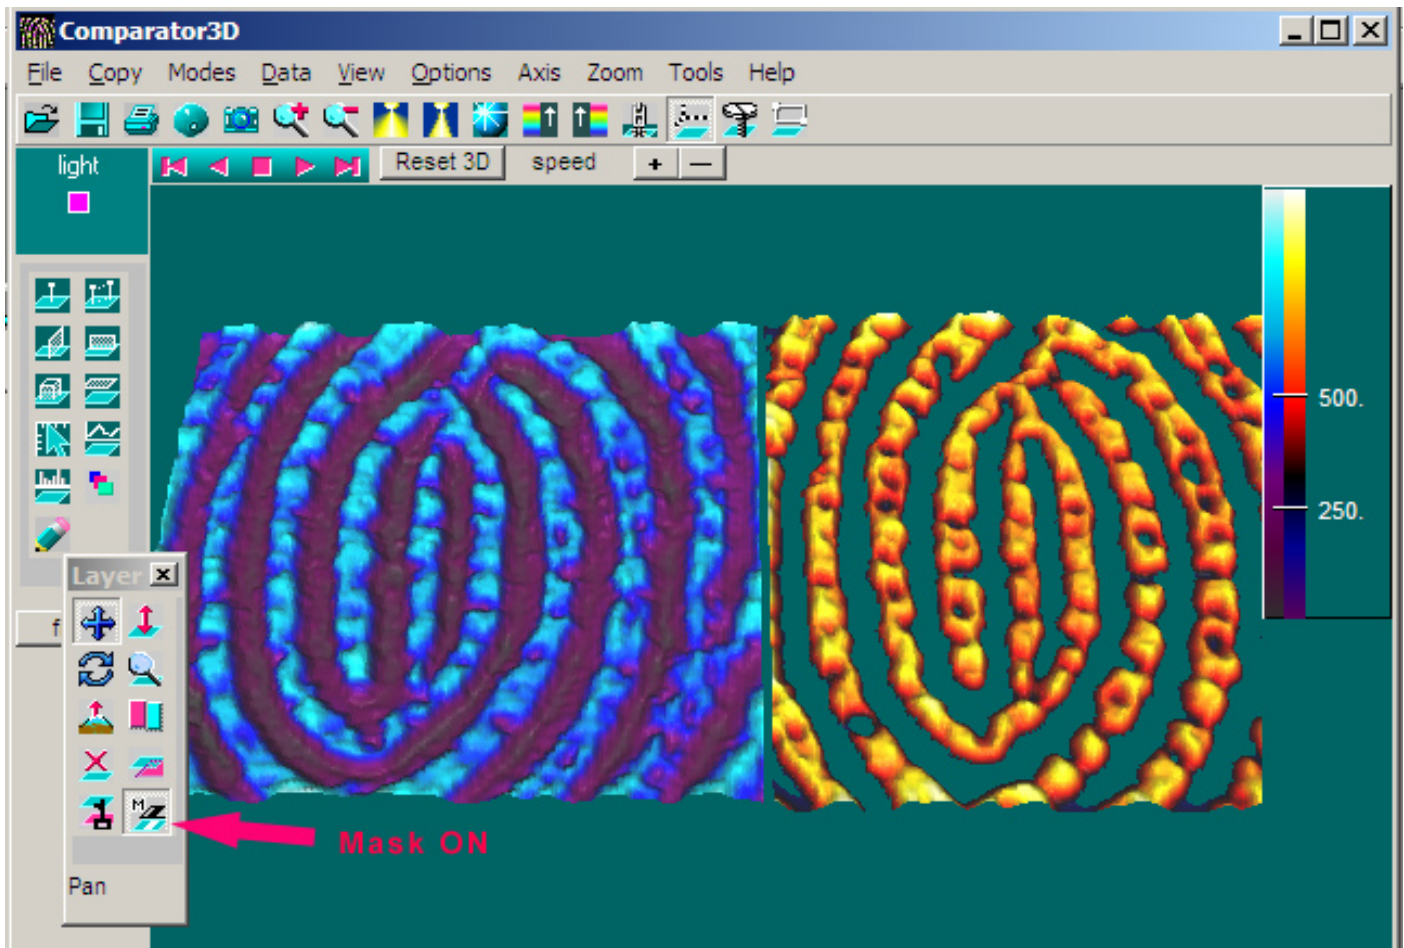 Comparator3D
File Copy Modes Data View Options Axis Zoom Tools Help
light
Reset 3D speed + —
500.
250.
Layer
f
M
Mask ON
Pan